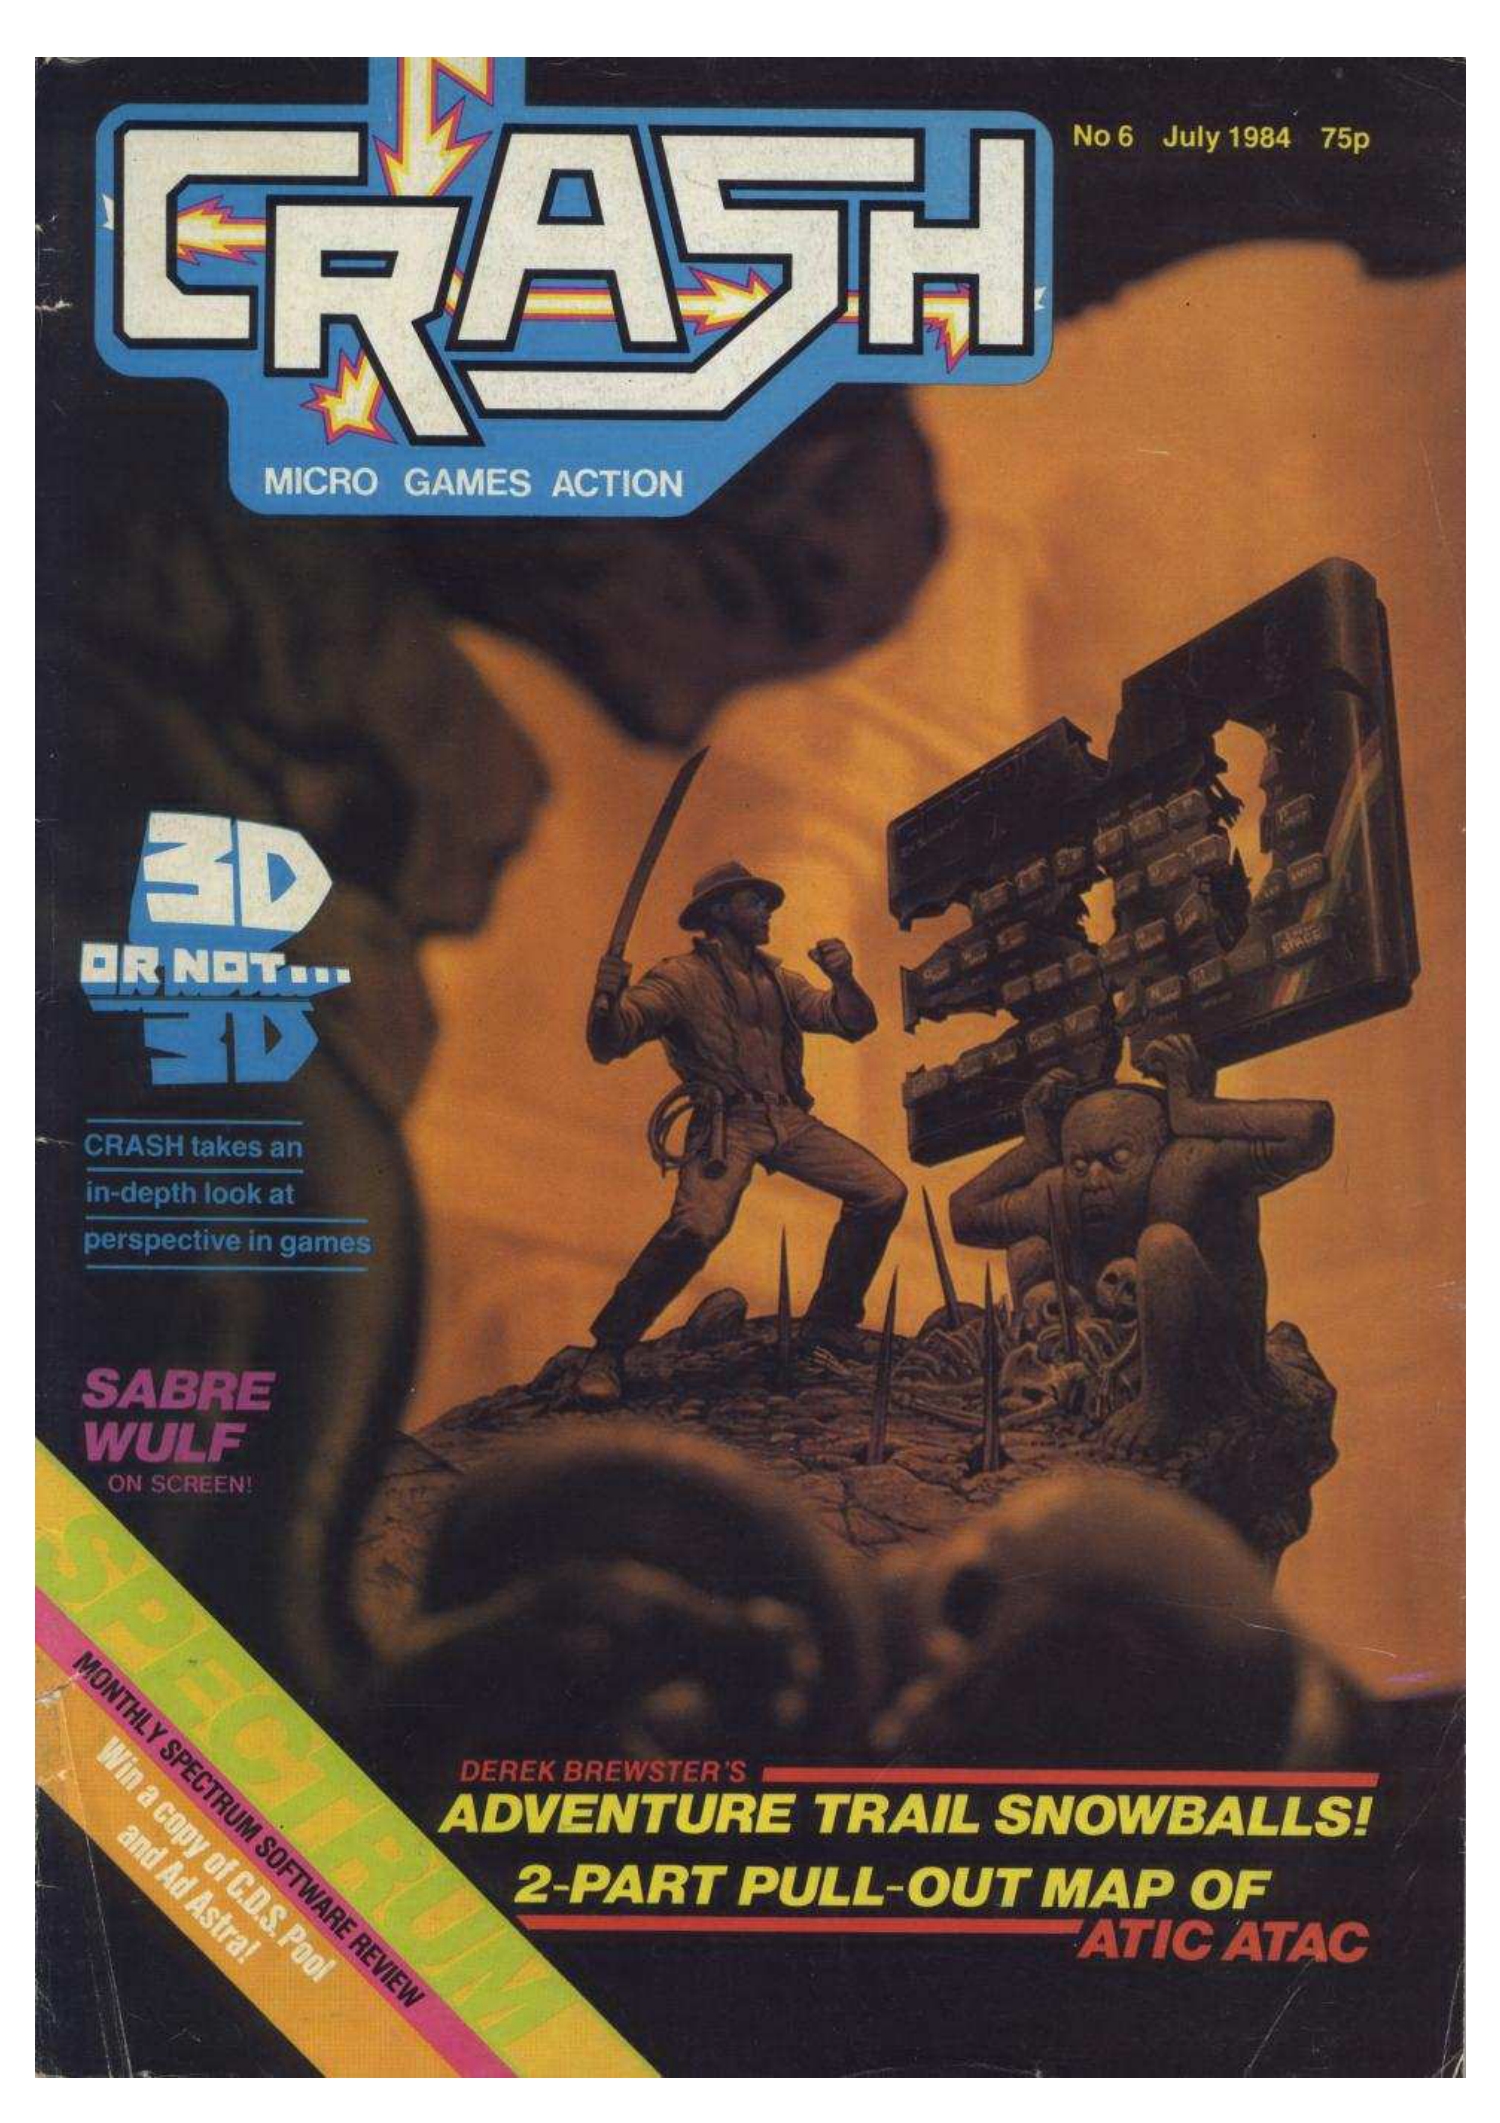 CRASH
No 6 July 1984 75p
MICRO GAMES ACTION
3D
OR NOT...
3D
CRASH takes an
in-depth look at
perspective in games
SABRE
WULF
ON SCREEN!
SPECTRUM
MONTHLY SPECTRUM SOFTWARE REVIEW
Win a copy of C.D.S. Pool
and Ad Astra!
DEREK BREWSTER'S
ADVENTURE TRAIL SNOWBALLS!
2-PART PULL-OUT MAP OF
ATIC ATAC